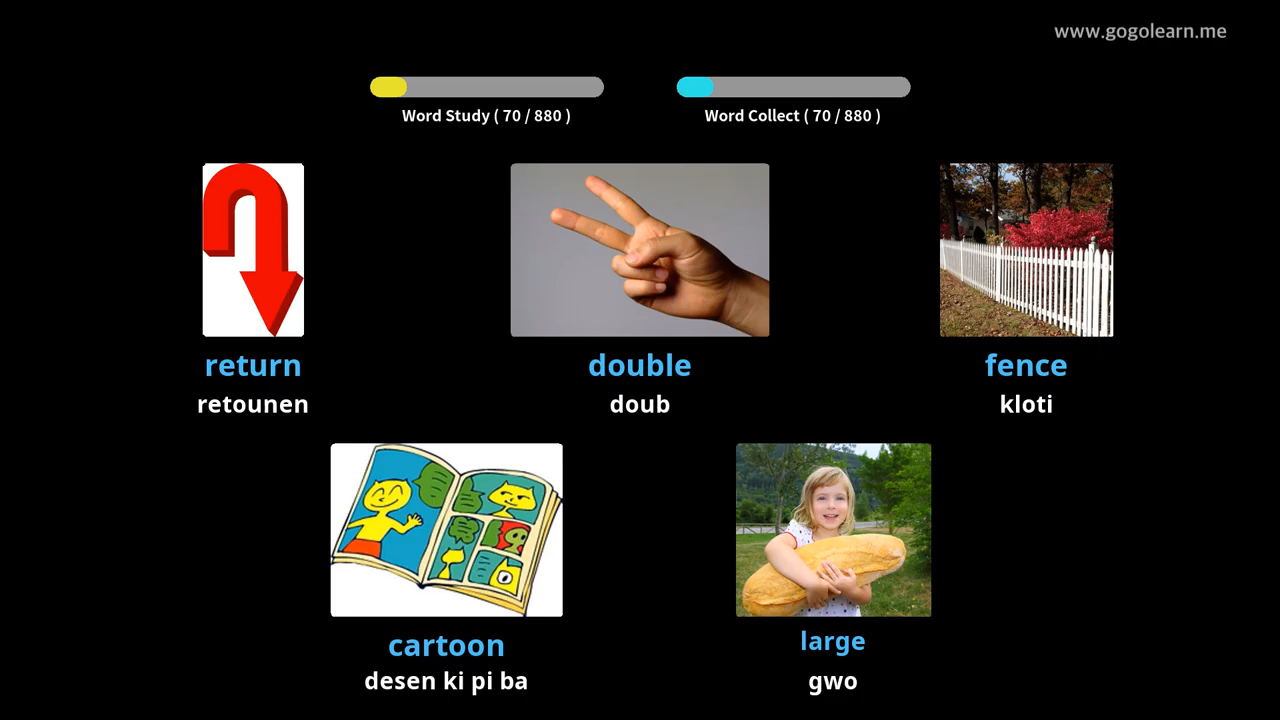 www.gogolearn.me
Word Study ( 70 / 880 )
Word Collect ( 70 / 880 )
return
retounen
double
doub
fence
kloti
cartoon
desen ki pi ba
large
gwo